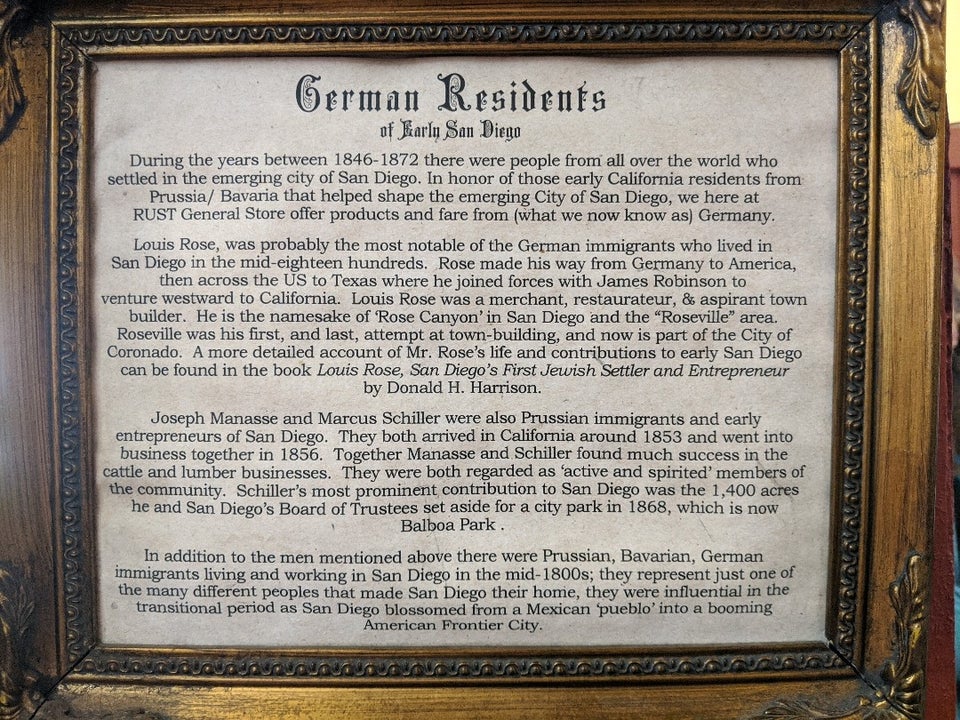 German Residents
of Early San Diego
During the years between 1846-1872 there were people from all over the world who
settled in the emerging city of San Diego. In honor of those early California residents from
Prussia/ Bavaria that helped shape the emerging City of San Diego, we here at
RUST General Store offer products and fare from (what we now know as) Germany.
Louis Rose, was probably the most notable of the German immigrants who lived in
San Diego in the mid-eighteen hundreds. Rose made his way from Germany to America,
then across the US to Texas where he joined forces with James Robinson to
venture westward to California. Louis Rose was a merchant, restaurateur, & aspirant town
builder. He is the namesake of 'Rose Canyon' in San Diego and the "Roseville" area.
Roseville was his first, and last, attempt at town-building, and now is part of the City of
Coronado. A more detailed account of Mr. Rose's life and contributions to early San Diego
can be found in the book Louis Rose, San Diego's First Jewish Settler and Entrepreneur
by Donald H. Harrison.
Joseph Manasse and Marcus Schiller were also Prussian immigrants and early
entrepreneurs of San Diego. They both arrived in California around 1853 and went into
business together in 1856. Together Manasse and Schiller found much success in the
cattle and lumber businesses. They were both regarded as 'active and spirited' members of
the community. Schiller's most prominent contribution to San Diego was the 1,400 acres
he and San Diego's Board of Trustees set aside for a city park in 1868, which is now
Balboa Park .
In addition to the men mentioned above there were Prussian, Bavarian, German
immigrants living and working in San Diego in the mid-1800s; they represent just one of
the many different peoples that made San Diego their home, they were influential in the
transitional period as San Diego blossomed from a Mexican 'pueblo' into a booming
American Frontier City.